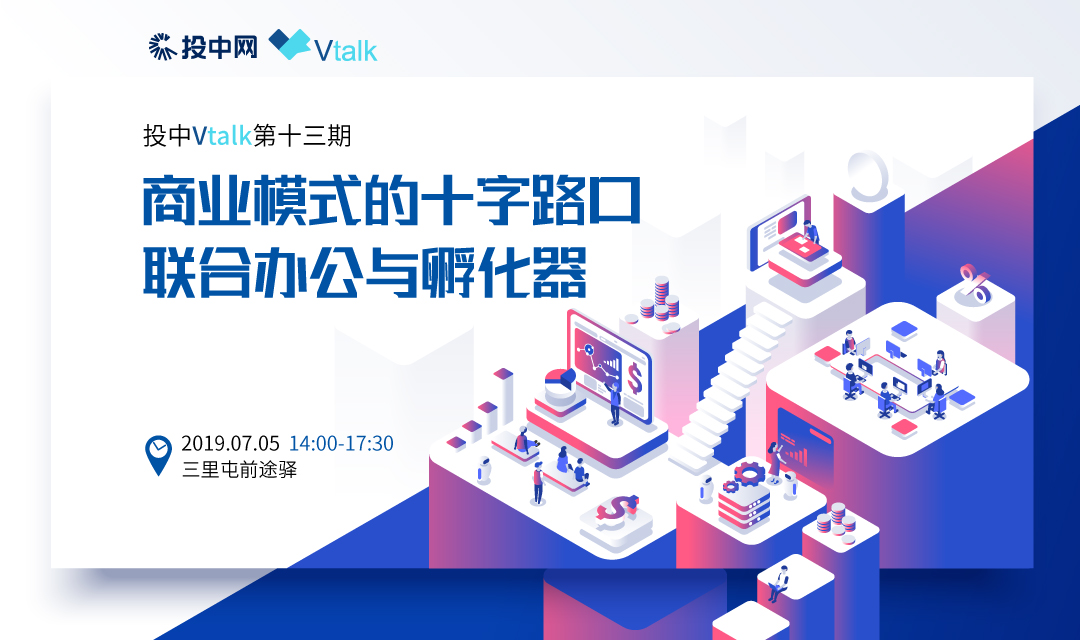 投中网 Vtalk
投中Vtalk第十三期
商业模式的十字路口
联合办公与孵化器
2019.07.05 14:00-17:30
三里屯前途驿
$
%
$